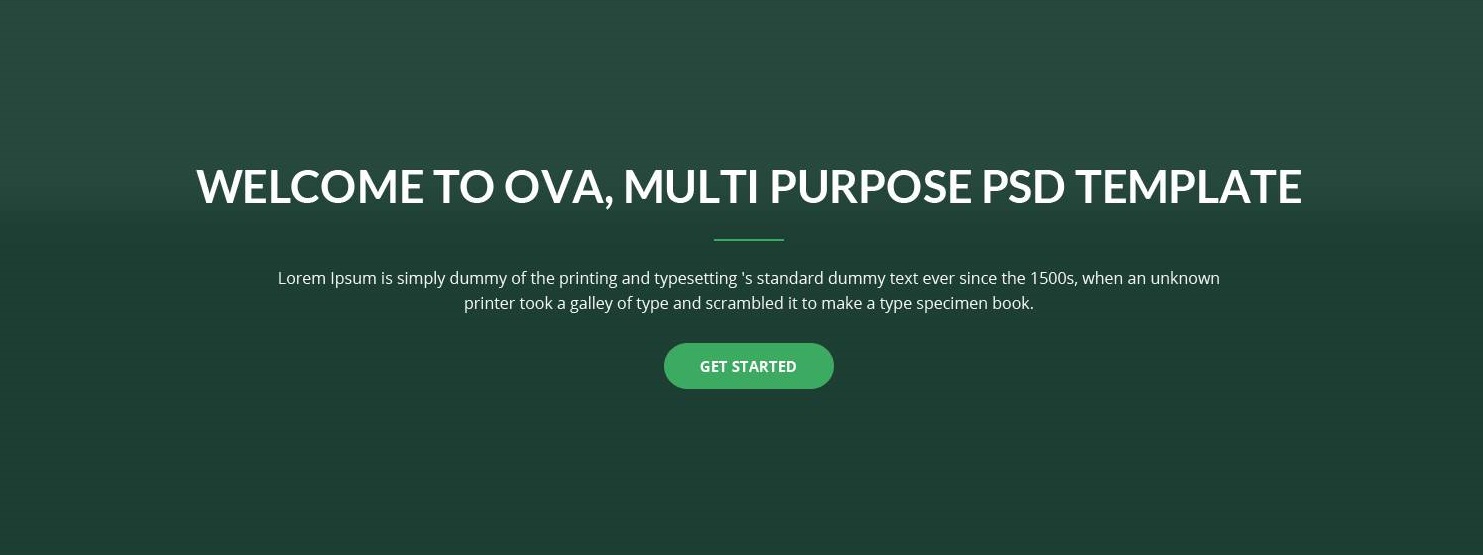 WELCOME TO OVA, MULTI PURPOSE PSD TEMPLATE
Lorem Ipsum is simply dummy of the printing and typesetting 's standard dummy text ever since the 1500s, when an unknown
printer took a galley of type and scrambled it to make a type specimen book.
GET STARTED